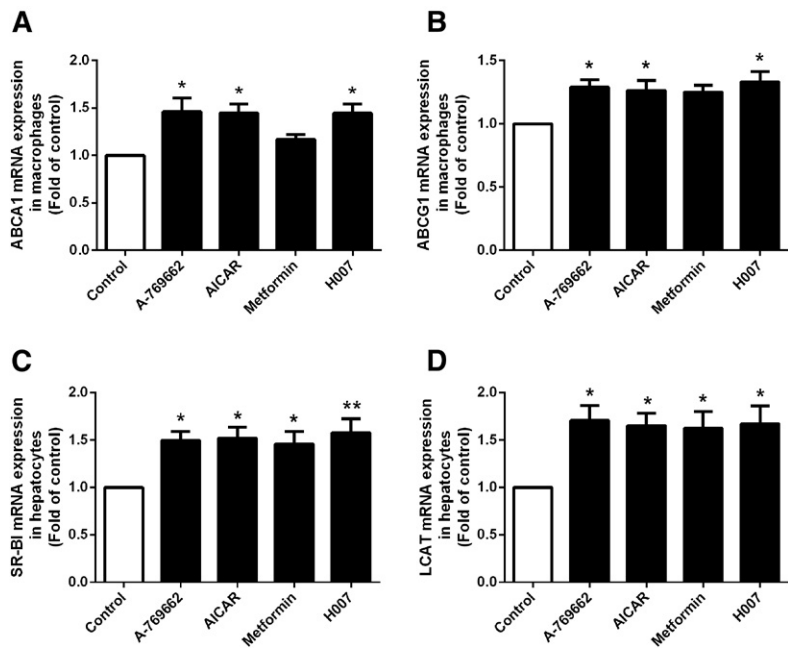 A
ABCA1 mRNA expression
in macrophages
(Fold of control)
2.0
1.5
1.0
0.5
0.0
*
*
*
Control
A-769662
AICAR
Metformin
H007
B
ABCG1 mRNA expression
in macrophages
(Fold of control)
1.5
1.0
0.5
0.0
*
*
*
Control
A-769662
AICAR
Metformin
H007
C
SR-BI mRNA expression
in hepatocytes
(Fold of control)
2.0
1.5
1.0
0.5
0.0
*
*
*
**
Control
A-769662
AICAR
Metformin
H007
D
LCAT mRNA expression
in hepatocytes
(Fold of control)
2.0
1.5
1.0
0.5
0.0
*
*
*
*
Control
A-769662
AICAR
Metformin
H007